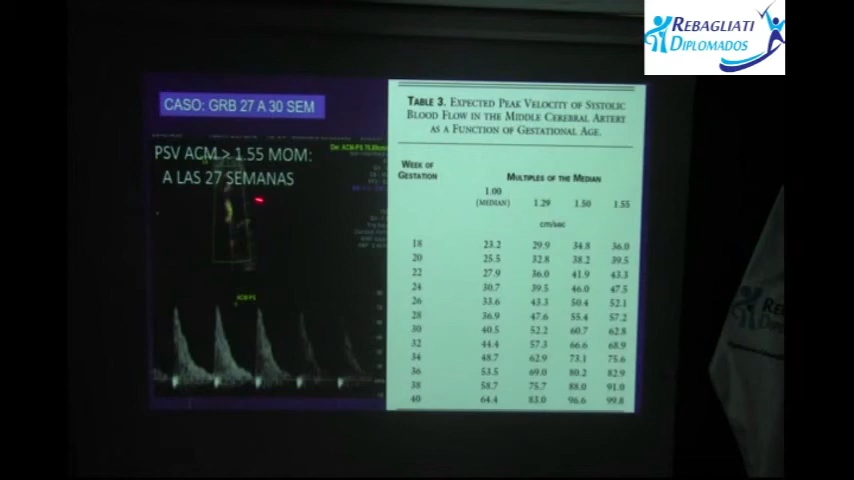 REBAGLIATI
DIPLOMADOS
CASO: GRB 27 A 30 SEM
PSV ACM > 1.55 MOM:
A LAS 27 SEMANAS
ACM-PS
TABLE 3. EXPECTED PEAK VELOCITY OF SYSTOLIC
BLOOD FLOW IN THE MIDDLE CEREBRAL ARTERY
AS A FUNCTION OF GESTATIONAL AGE.
WEEK OF
GESTATION
MULTIPLES OF THE MEDIAN
1.00
(MEDIAN) 1.29 1.50 1.55
cm/sec
18 23.2 29.9 34.8 36.0
20 25.5 32.8 38.2 39.5
22 27.9 36.0 41.9 43.3
24 30.7 39.5 46.0 47.5
26 33.6 43.3 50.4 52.1
28 36.9 47.6 55.4 57.2
30 40.5 52.2 60.7 62.8
32 44.4 57.3 66.6 68.9
34 48.7 62.9 73.1 75.6
36 53.5 69.0 80.2 82.9
38 58.7 75.7 88.0 91.0
40 64.4 83.0 96.6 99.8